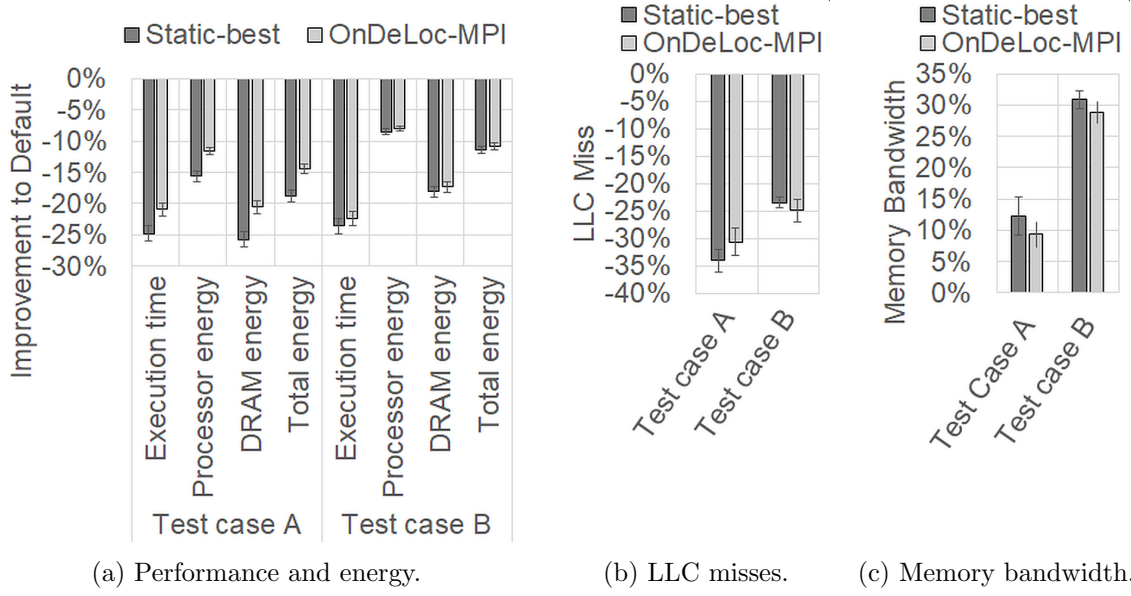 Static-best OnDeLoc-MPI
Improvement to Default
0%
-5%
-10%
-15%
-20%
-25%
-30%
Execution time
Processor energy
DRAM energy
Total energy
Execution time
Processor energy
DRAM energy
Total energy
Test case A Test case B
(a) Performance and energy.
Static-best
OnDeLoc-MPI
LLC Miss
0%
-5%
-10%
-15%
-20%
-25%
-30%
-35%
-40%
Test case A
Test case B
(b) LLC misses.
Static-best
OnDeLoc-MPI
Memory Bandwidth
35%
30%
25%
20%
15%
10%
5%
0%
Test Case A
Test case B
(c) Memory bandwidth.